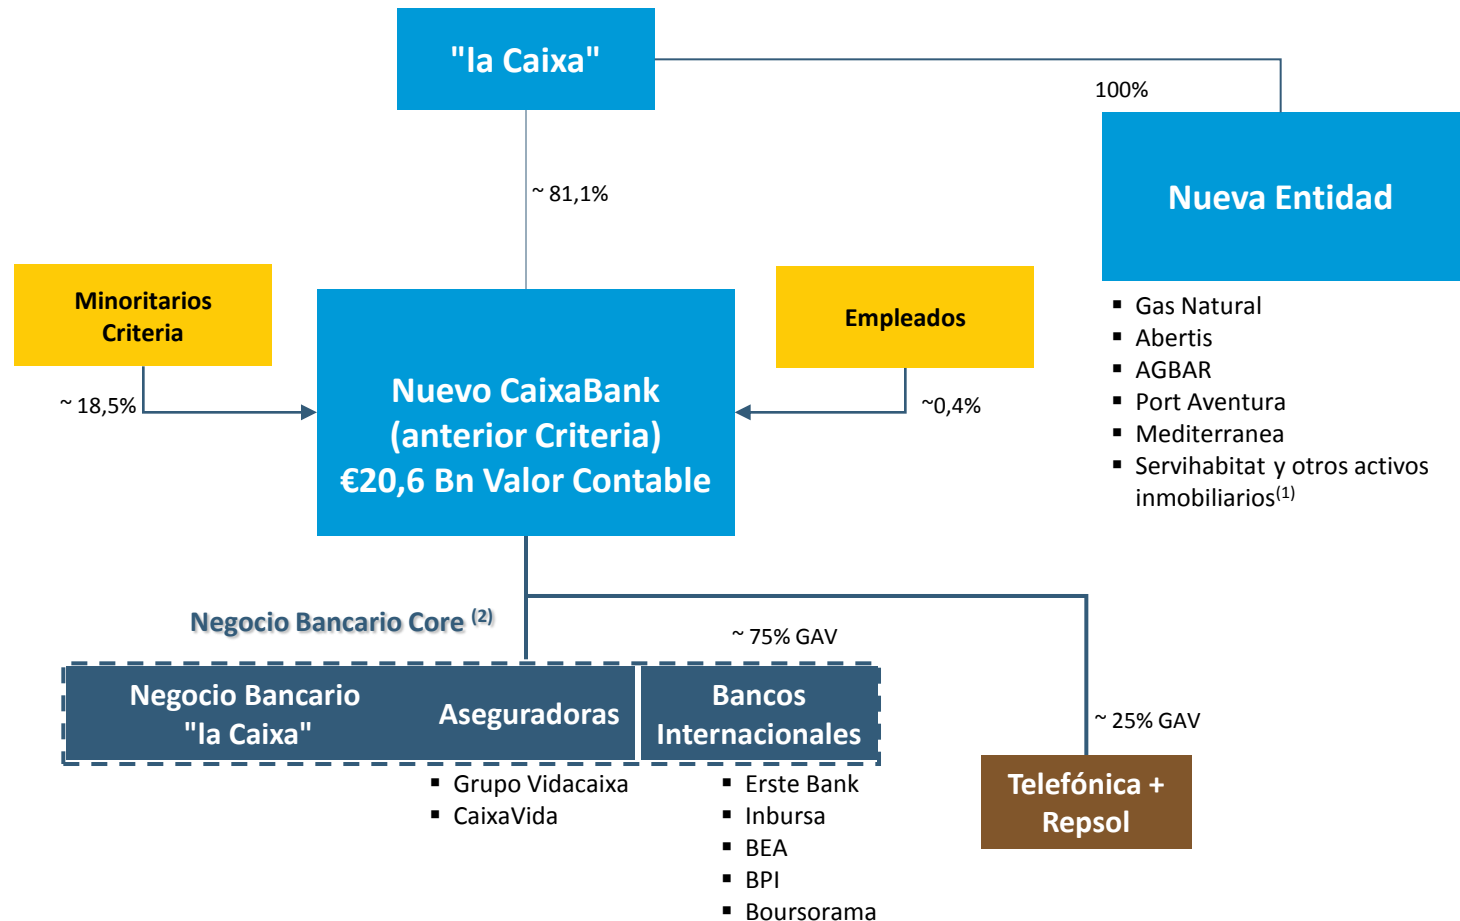 "la Caixa"
100%
Nueva Entidad
~ 81,1%
Minoritarios
Criteria
Empleados
~ 18,5%
~0,4%
Nuevo CaixaBank
(anterior Criteria)
€20,6 Bn Valor Contable
▪ Gas Natural
▪ Abertis
▪ AGBAR
▪ Port Aventura
▪ Mediterranea
▪ Servihabitat y otros activos
inmobiliarios(1)
Negocio Bancario Core (2)
~ 75% GAV
Negocio Bancario
"la Caixa"
Aseguradoras
Bancos
Internacionales
▪ Grupo Vidacaixa
▪ CaixaVida
▪ Erste Bank
▪ Inbursa
▪ BEA
▪ BPI
▪ Boursorama
~ 25% GAV
Telefónica +
Repsol